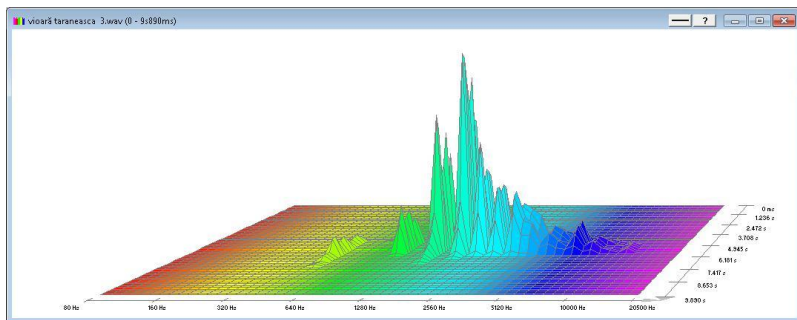 vioară taraneasca 3.wav (0 - 9s890ms)
?
0 ms
1.236 s
2.472 s
3.708 s
4.945 s
6.181 s
7.417 s
8.653 s
9.890 s
80 Hz 160 Hz 320 Hz 640 Hz 1280 Hz 2560 Hz 5120 Hz 10000 Hz 20500 Hz